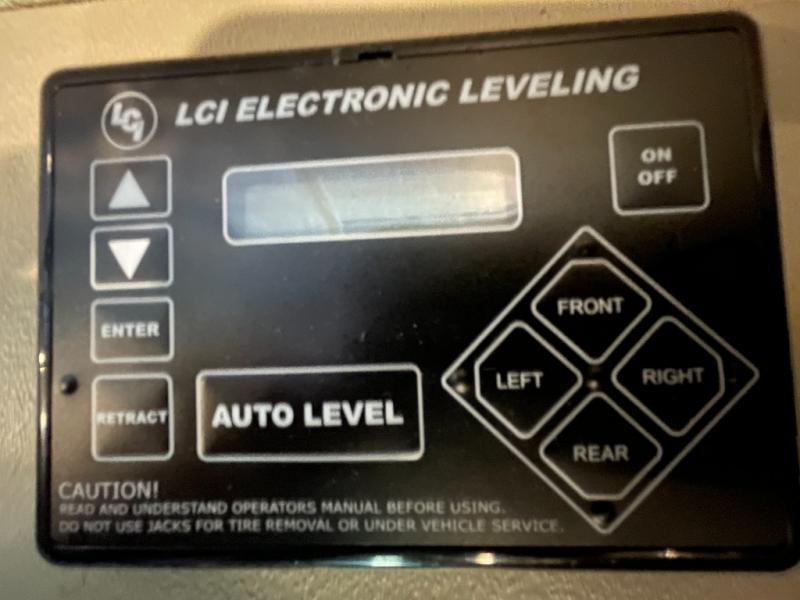 LCI LCI ELECTRONIC LEVELING
ON
OFF
FRONT
ENTER
LEFT
RIGHT
RETRACT
AUTO LEVEL
REAR
CAUTION!
READ AND UNDERSTAND OPERATORS MANUAL BEFORE USING.
DO NOT USE JACKS FOR TIRE REMOVAL OR UNDER VEHICLE SERVICE.